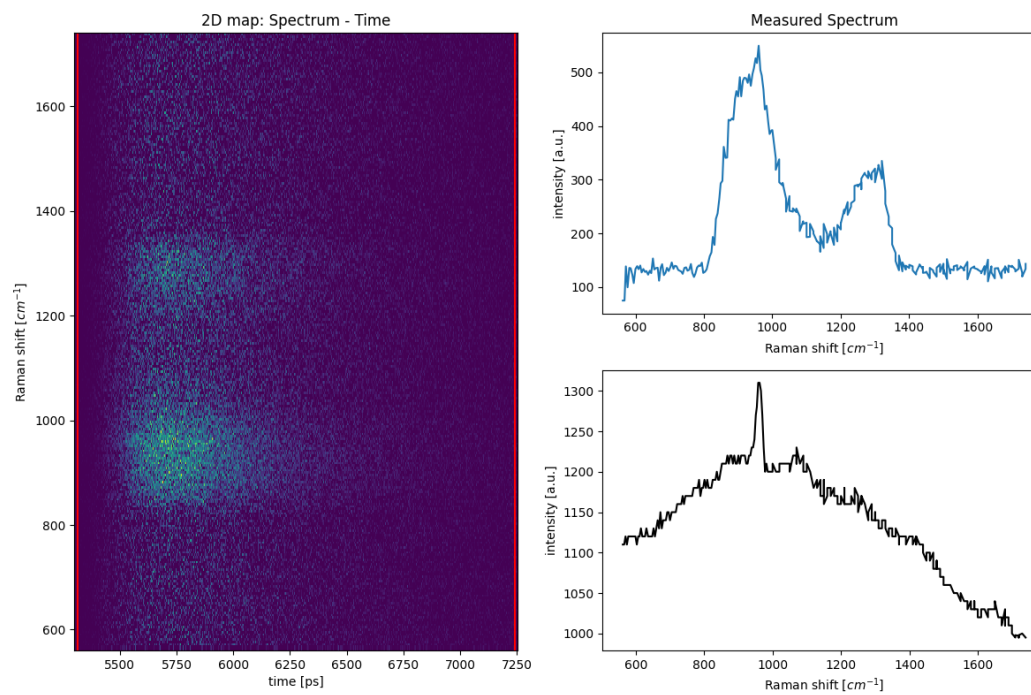 2D map: Spectrum - Time
Raman shift [cm⁻¹]
1600
1400
1200
1000
800
600
5500 5750 6000 6250 6500 6750 7000 7250
time [ps]
Measured Spectrum
intensity [a.u.]
500
400
300
200
100
600 800 1000 1200 1400 1600
Raman shift [cm⁻¹]
intensity [a.u.]
1300
1250
1200
1150
1100
1050
1000
600 800 1000 1200 1400 1600
Raman shift [cm⁻¹]